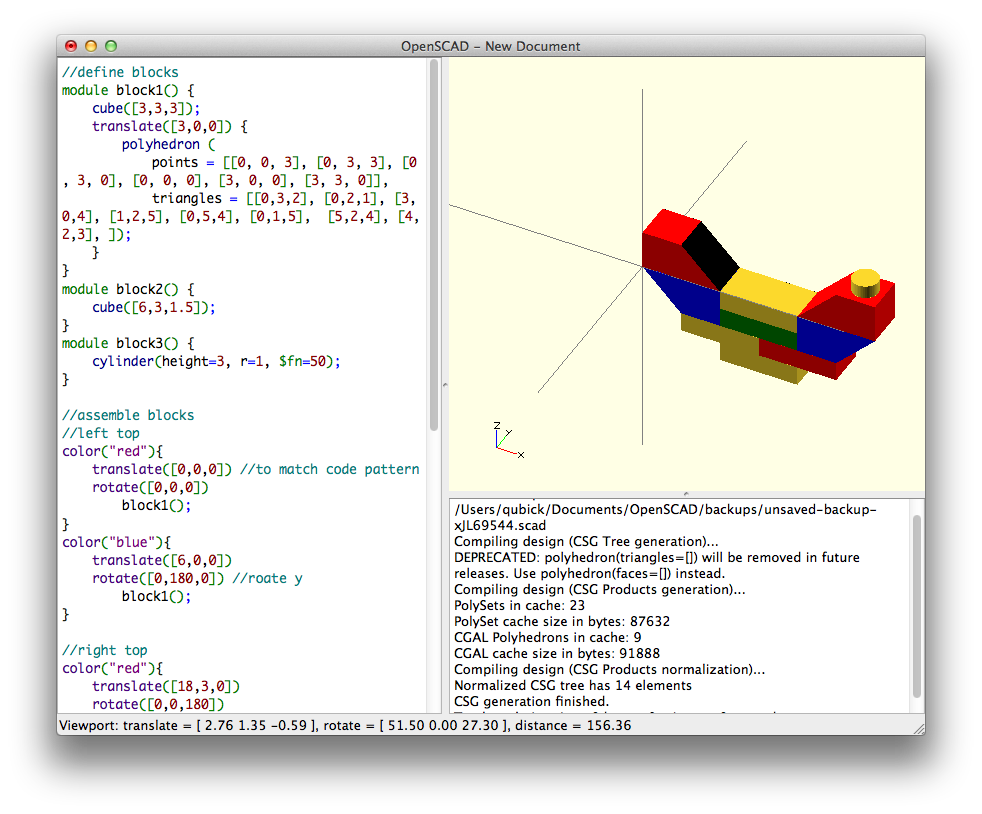 OpenSCAD – New Document
//define blocks
module block1() {
cube([3,3,3]);
translate([3,0,0]) {
polyhedron (
points = [[0, 0, 3], [0, 3, 3], [0
, 3, 0], [0, 0, 0], [3, 0, 0], [3, 3, 0]],
triangles = [[0,3,2], [0,2,1], [3,
0,4], [1,2,5], [0,5,4], [0,1,5],  [5,2,4], [4,
2,3], ]);
}
}
module block2() {
cube([6,3,1.5]);
}
module block3() {
cylinder(height=3, r=1, $fn=50);
}
//assemble blocks
//left top
color("red"){
translate([0,0,0]) //to match code pattern
rotate([0,0,0])
block1();
}
color("blue"){
translate([6,0,0])
rotate([0,180,0]) //roate y
block1();
}
//right top
color("red"){
translate([18,3,0])
rotate([0,0,180])
z
y
x
/Users/qubick/Documents/OpenSCAD/backups/unsaved-backup-
xJL69544.scad
Compiling design (CSG Tree generation)...
DEPRECATED: polyhedron(triangles=[]) will be removed in future
releases. Use polyhedron(faces=[]) instead.
Compiling design (CSG Products generation)...
PolySets in cache: 23
PolySet cache size in bytes: 87632
CGAL Polyhedrons in cache: 9
CGAL cache size in bytes: 91888
Compiling design (CSG Products normalization)...
Normalized CSG tree has 14 elements
CSG generation finished.
Viewport: translate = [ 2.76 1.35 -0.59 ], rotate = [ 51.50 0.00 27.30 ], distance = 156.36